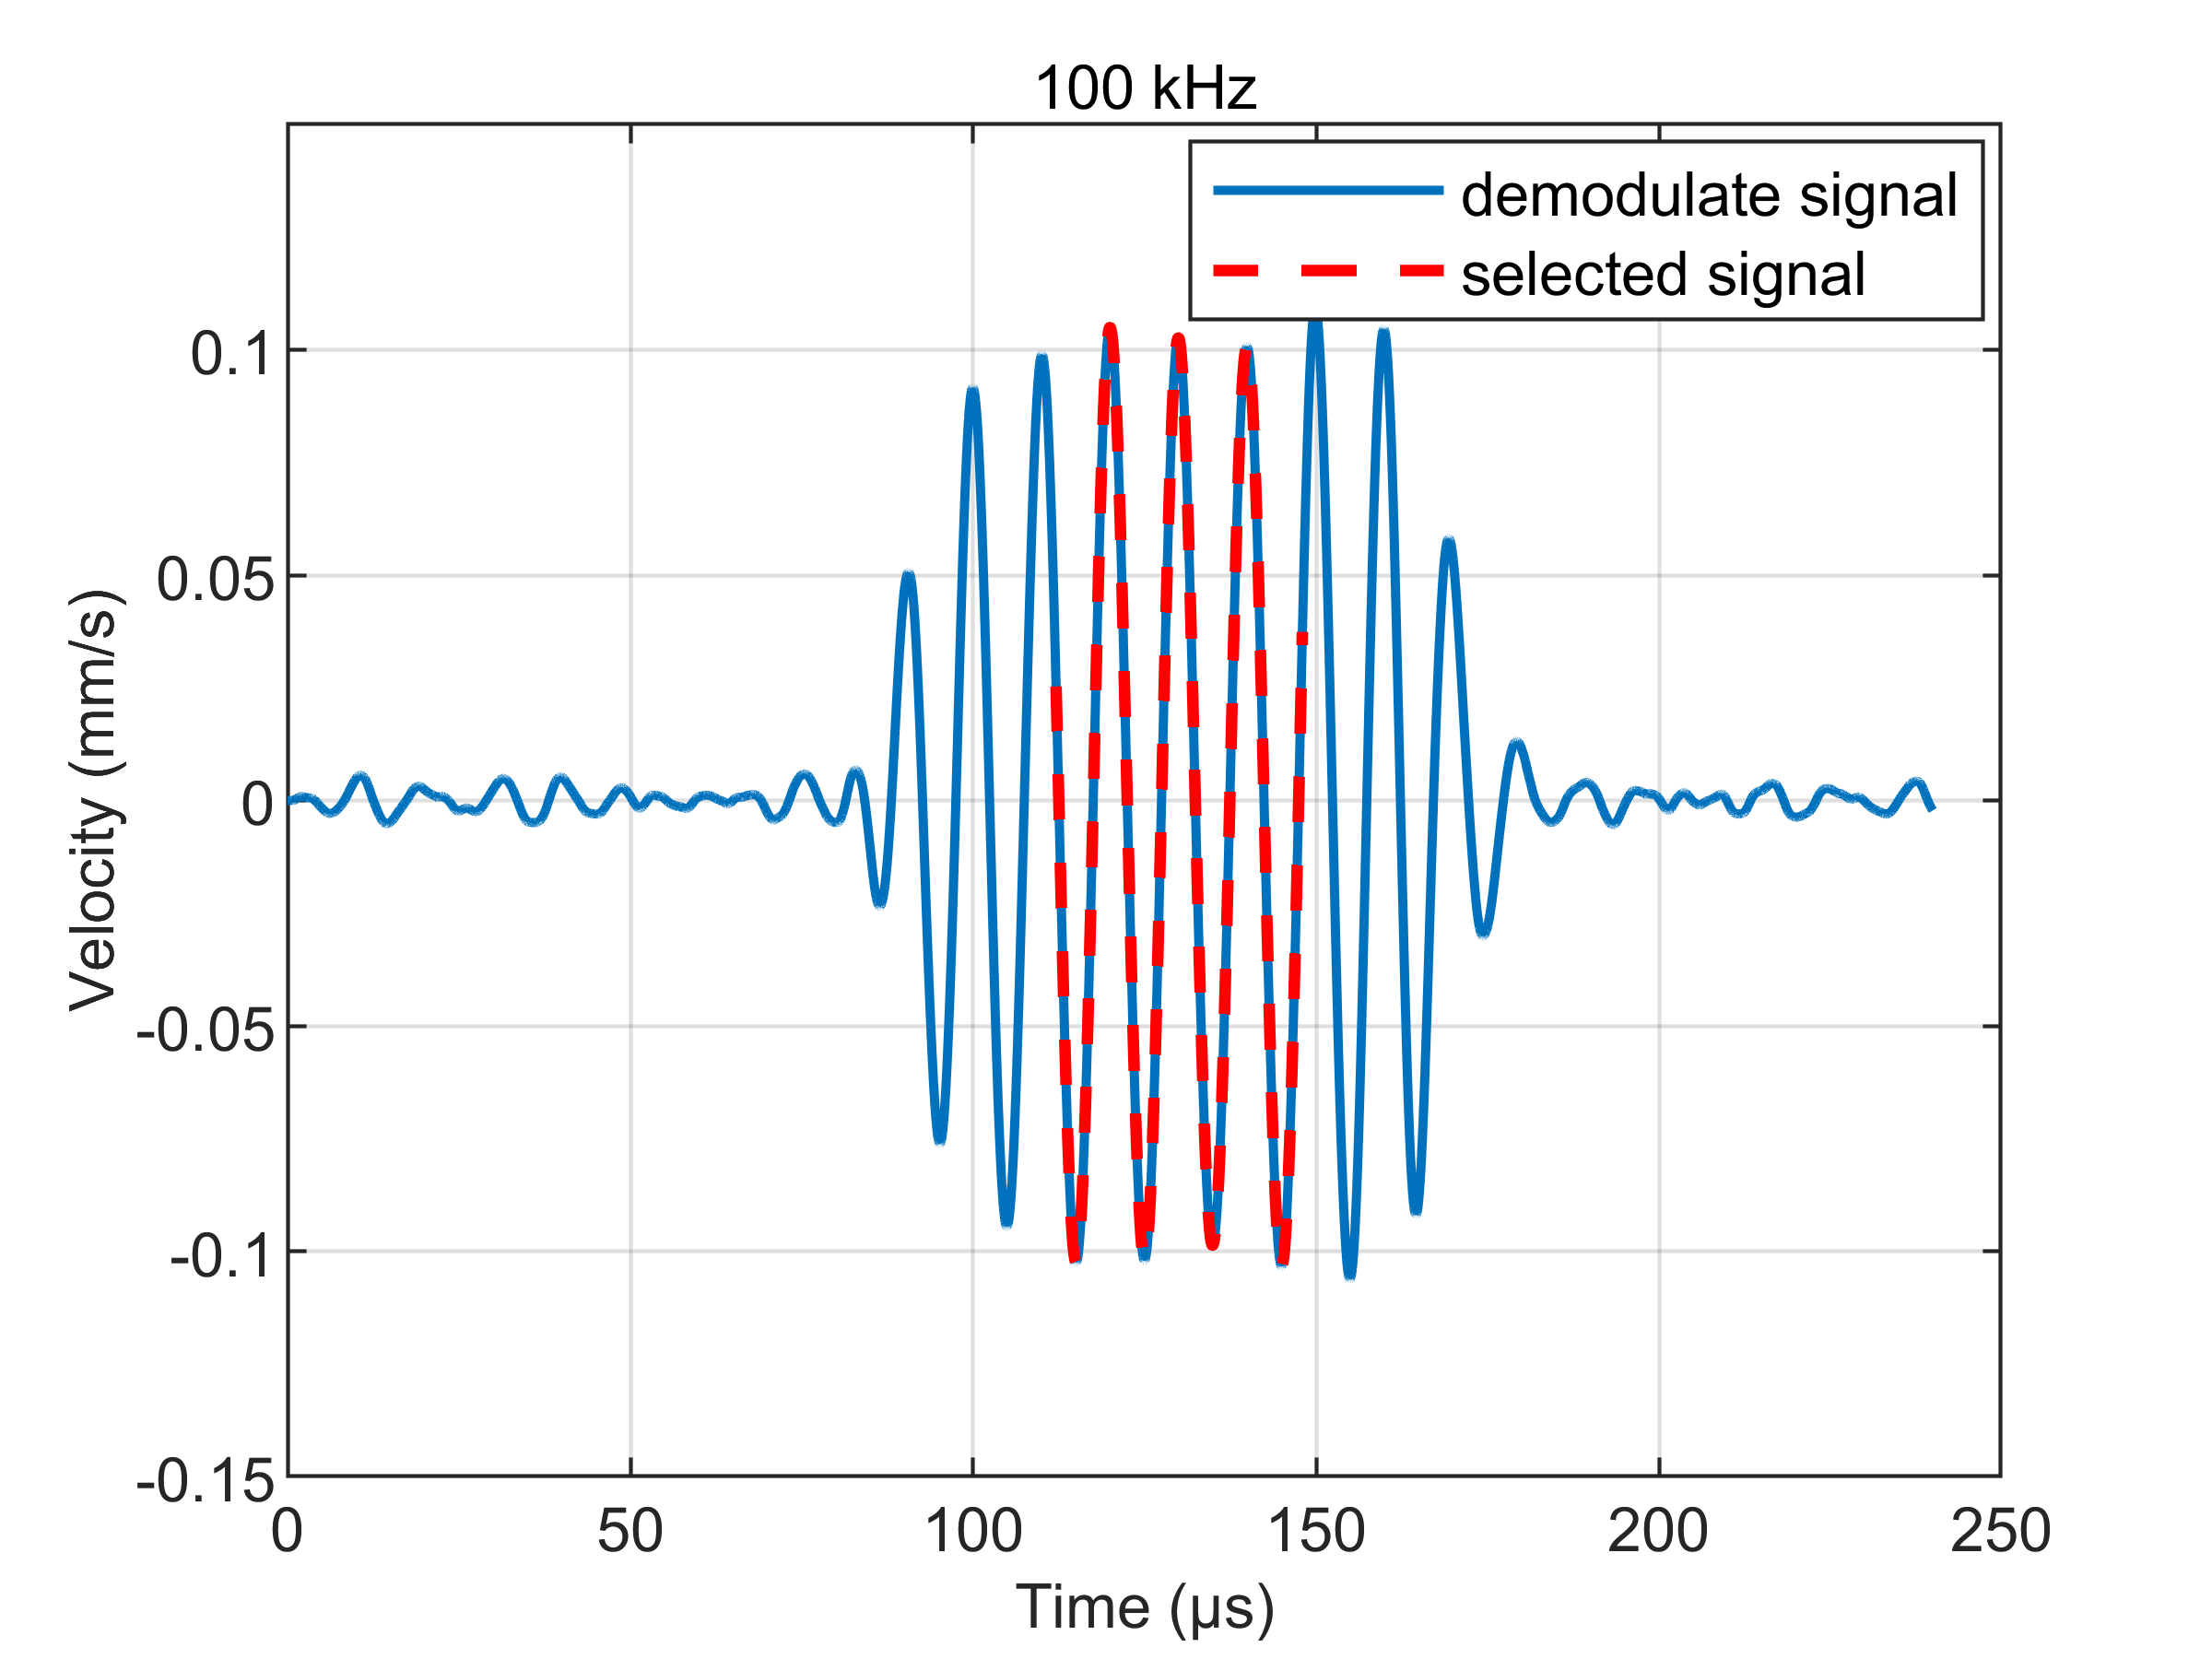 100 kHz
demodulate signal
selected signal
0.1
0.05
0
-0.05
-0.1
-0.15
Velocity (mm/s)
0 50 100 150 200 250
Time (μs)